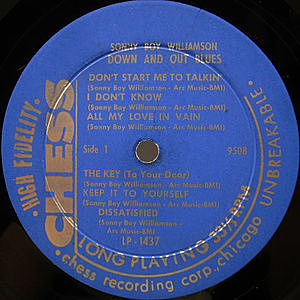 SONNY BOY WILLIAMSON
DOWN AND OUT BLUES
DON'T START ME TO TALKIN'
(Sonny Boy Williamson - Arc Music-BMI)
I DON'T KNOW
(Sonny Boy Williamson - Arc Music-BMI)
ALL MY LOVE IN VAIN
(Sonny Boy Williamson - Arc Music-BMI)
Side 1
9508
THE KEY (To Your Door)
(Sonny Boy Williamson - Arc Music-BMI)
KEEP IT TO YOURSELF
(Sonny Boy Williamson - Arc Music-BMI)
DISSATISFIED
(Sonny Boy Williamson -
Arc Music-BMI)
LP-1437
·HIGH FIDELITY·
CHESS
LONG PLAYING 33⅓ RPM
UNBREAKABLE·
·chess recording corp., chicago